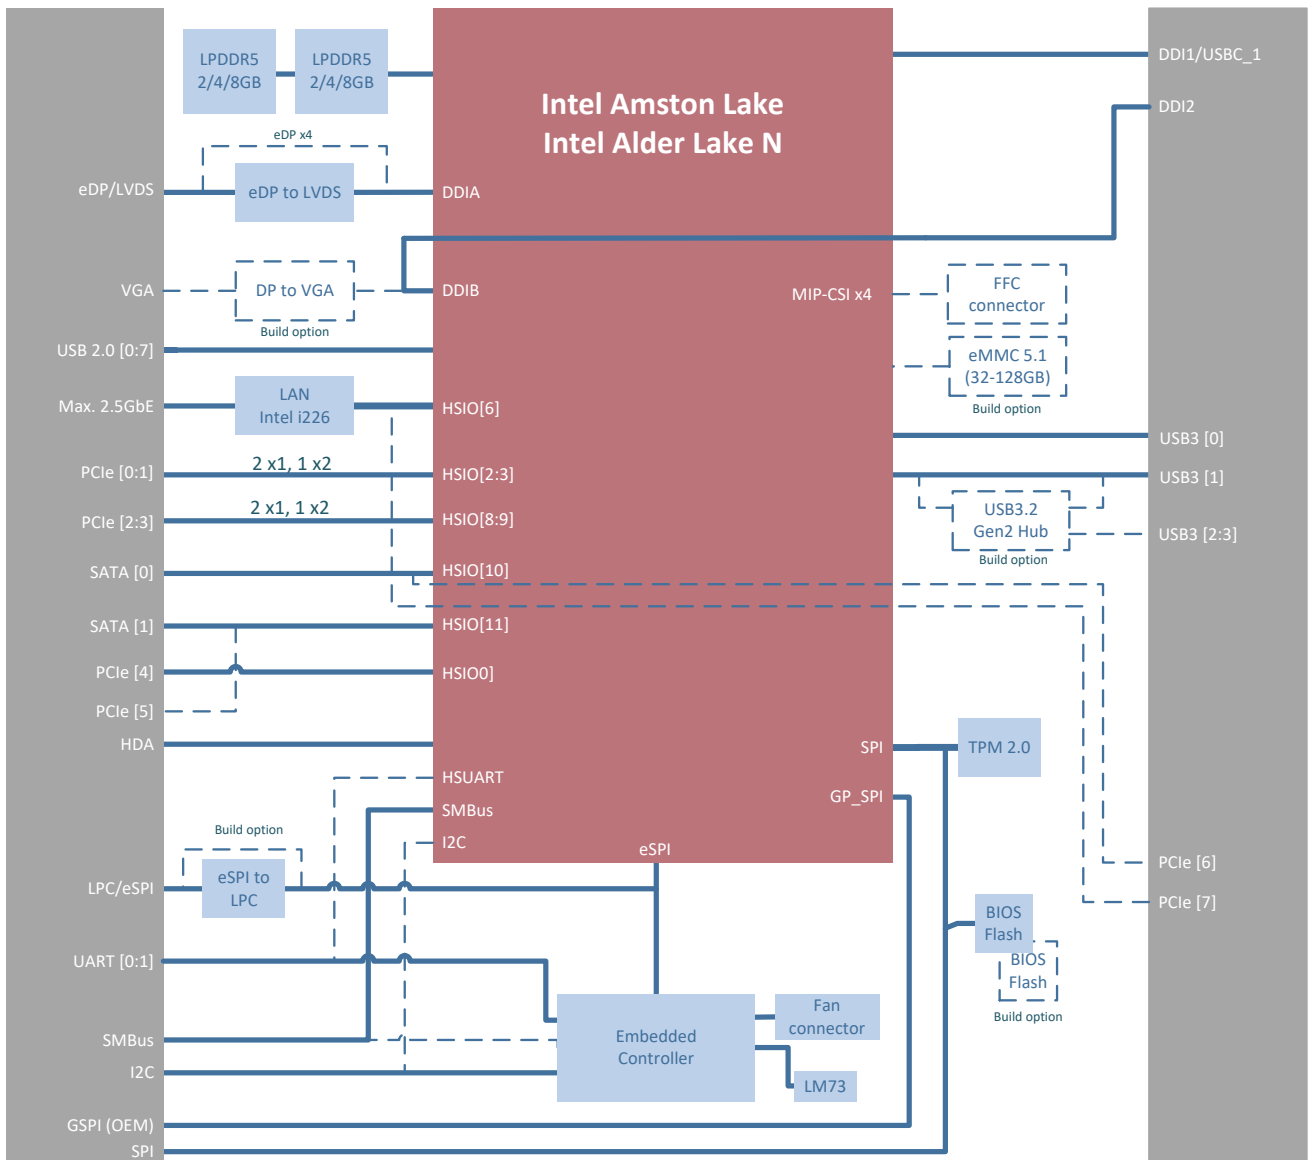 LPDDR5
2/4/8GB
LPDDR5
2/4/8GB
Intel Amston Lake
Intel Alder Lake N
DDI1/USBC_1
DDI2
eDP x4
eDP/LVDS
eDP to LVDS
DDIA
VGA
DP to VGA
Build option
DDIB
MIP-CSI x4
FFC
connector
USB 2.0 [0:7]
eMMC 5.1
(32-128GB)
Build option
Max. 2.5GbE
LAN
Intel i226
HSIO[6]
USB3 [0]
PCIe [0:1]
2 x1, 1 x2
HSIO[2:3]
USB3 [1]
PCIe [2:3]
2 x1, 1 x2
HSIO[8:9]
USB3.2
Gen2 Hub
Build option
USB3 [2:3]
SATA [0]
HSIO[10]
SATA [1]
HSIO[11]
PCIe [4]
HSIO0]
PCIe [5]
HDA
SPI
TPM 2.0
HSUART
GP_SPI
SMBus
I2C
eSPI
Build option
LPC/eSPI
eSPI to
LPC
PCIe [6]
PCIe [7]
BIOS
Flash
BIOS
Flash
Build option
UART [0:1]
Embedded
Controller
Fan
connector
LM73
SMBus
I2C
GSPI (OEM)
SPI